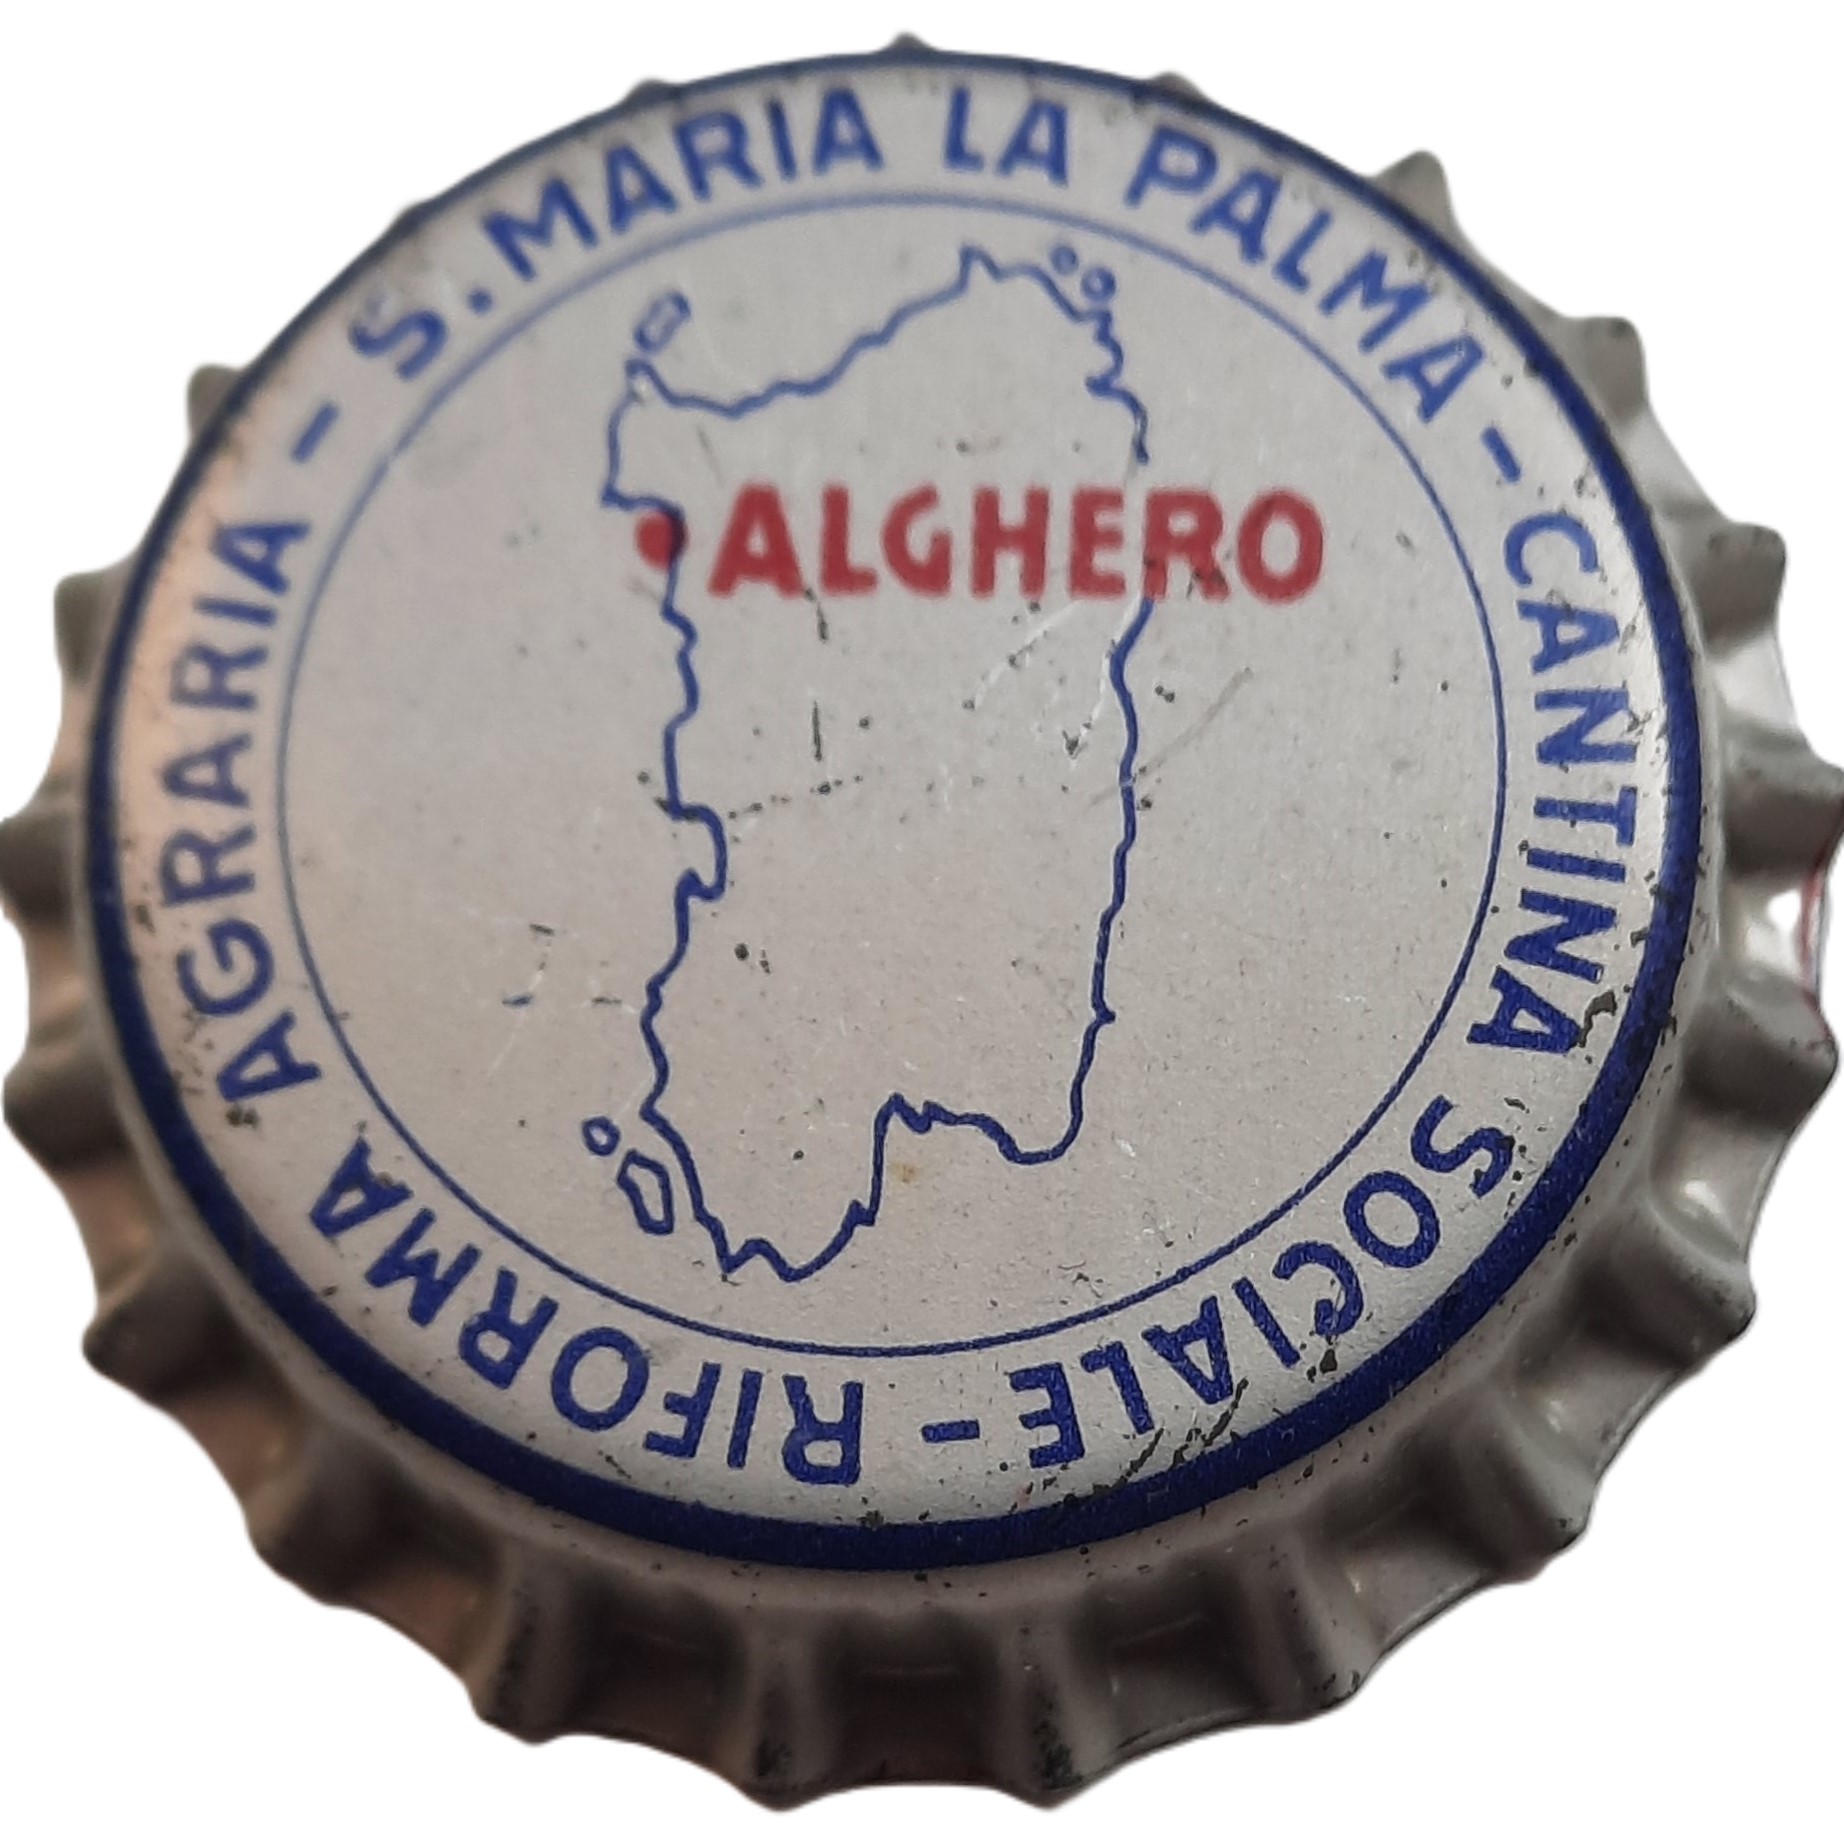 S. MARIA LA PALMA - CANTINA SOCIALE - RIFORMA AGRARIA -
ALGHERO